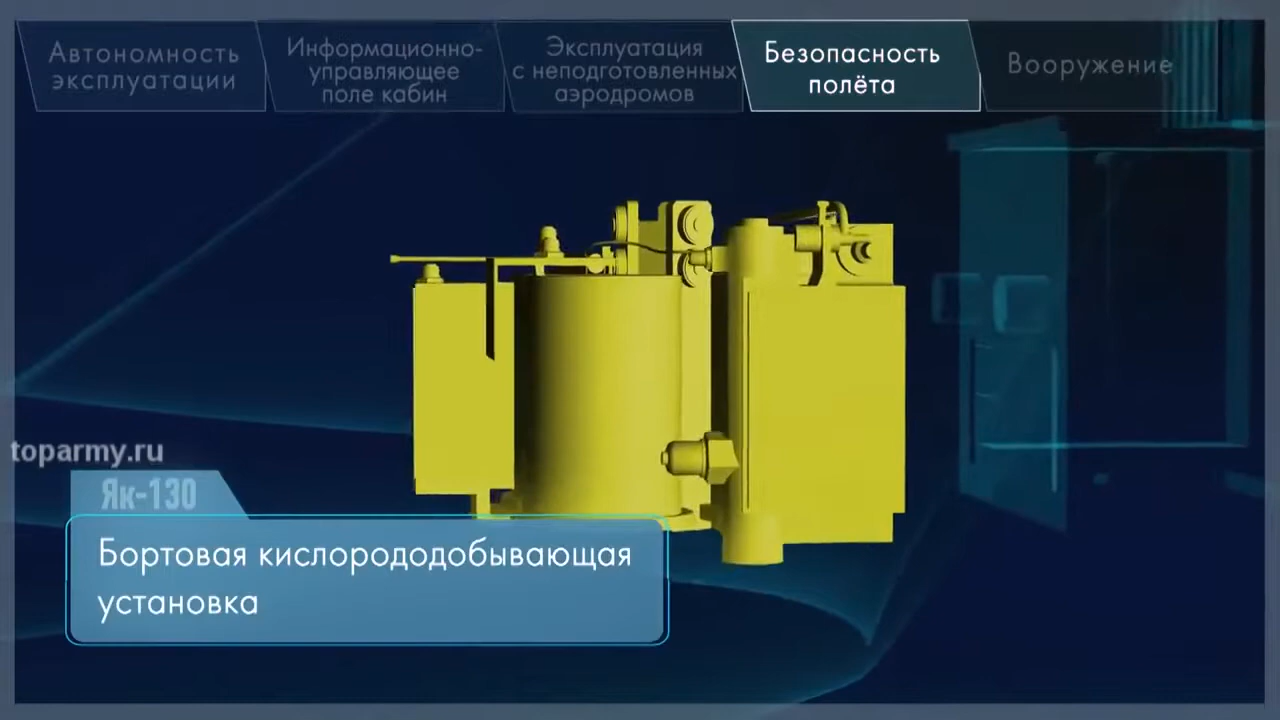 Автономность
эксплуатации
Информационно-
управляющее
поле кабин
Эксплуатация
с неподготовленных
аэродромов
Безопасность
полёта
Вооружение
toparmy.ru
Як-130
Бортовая кислорододобывающая
установка